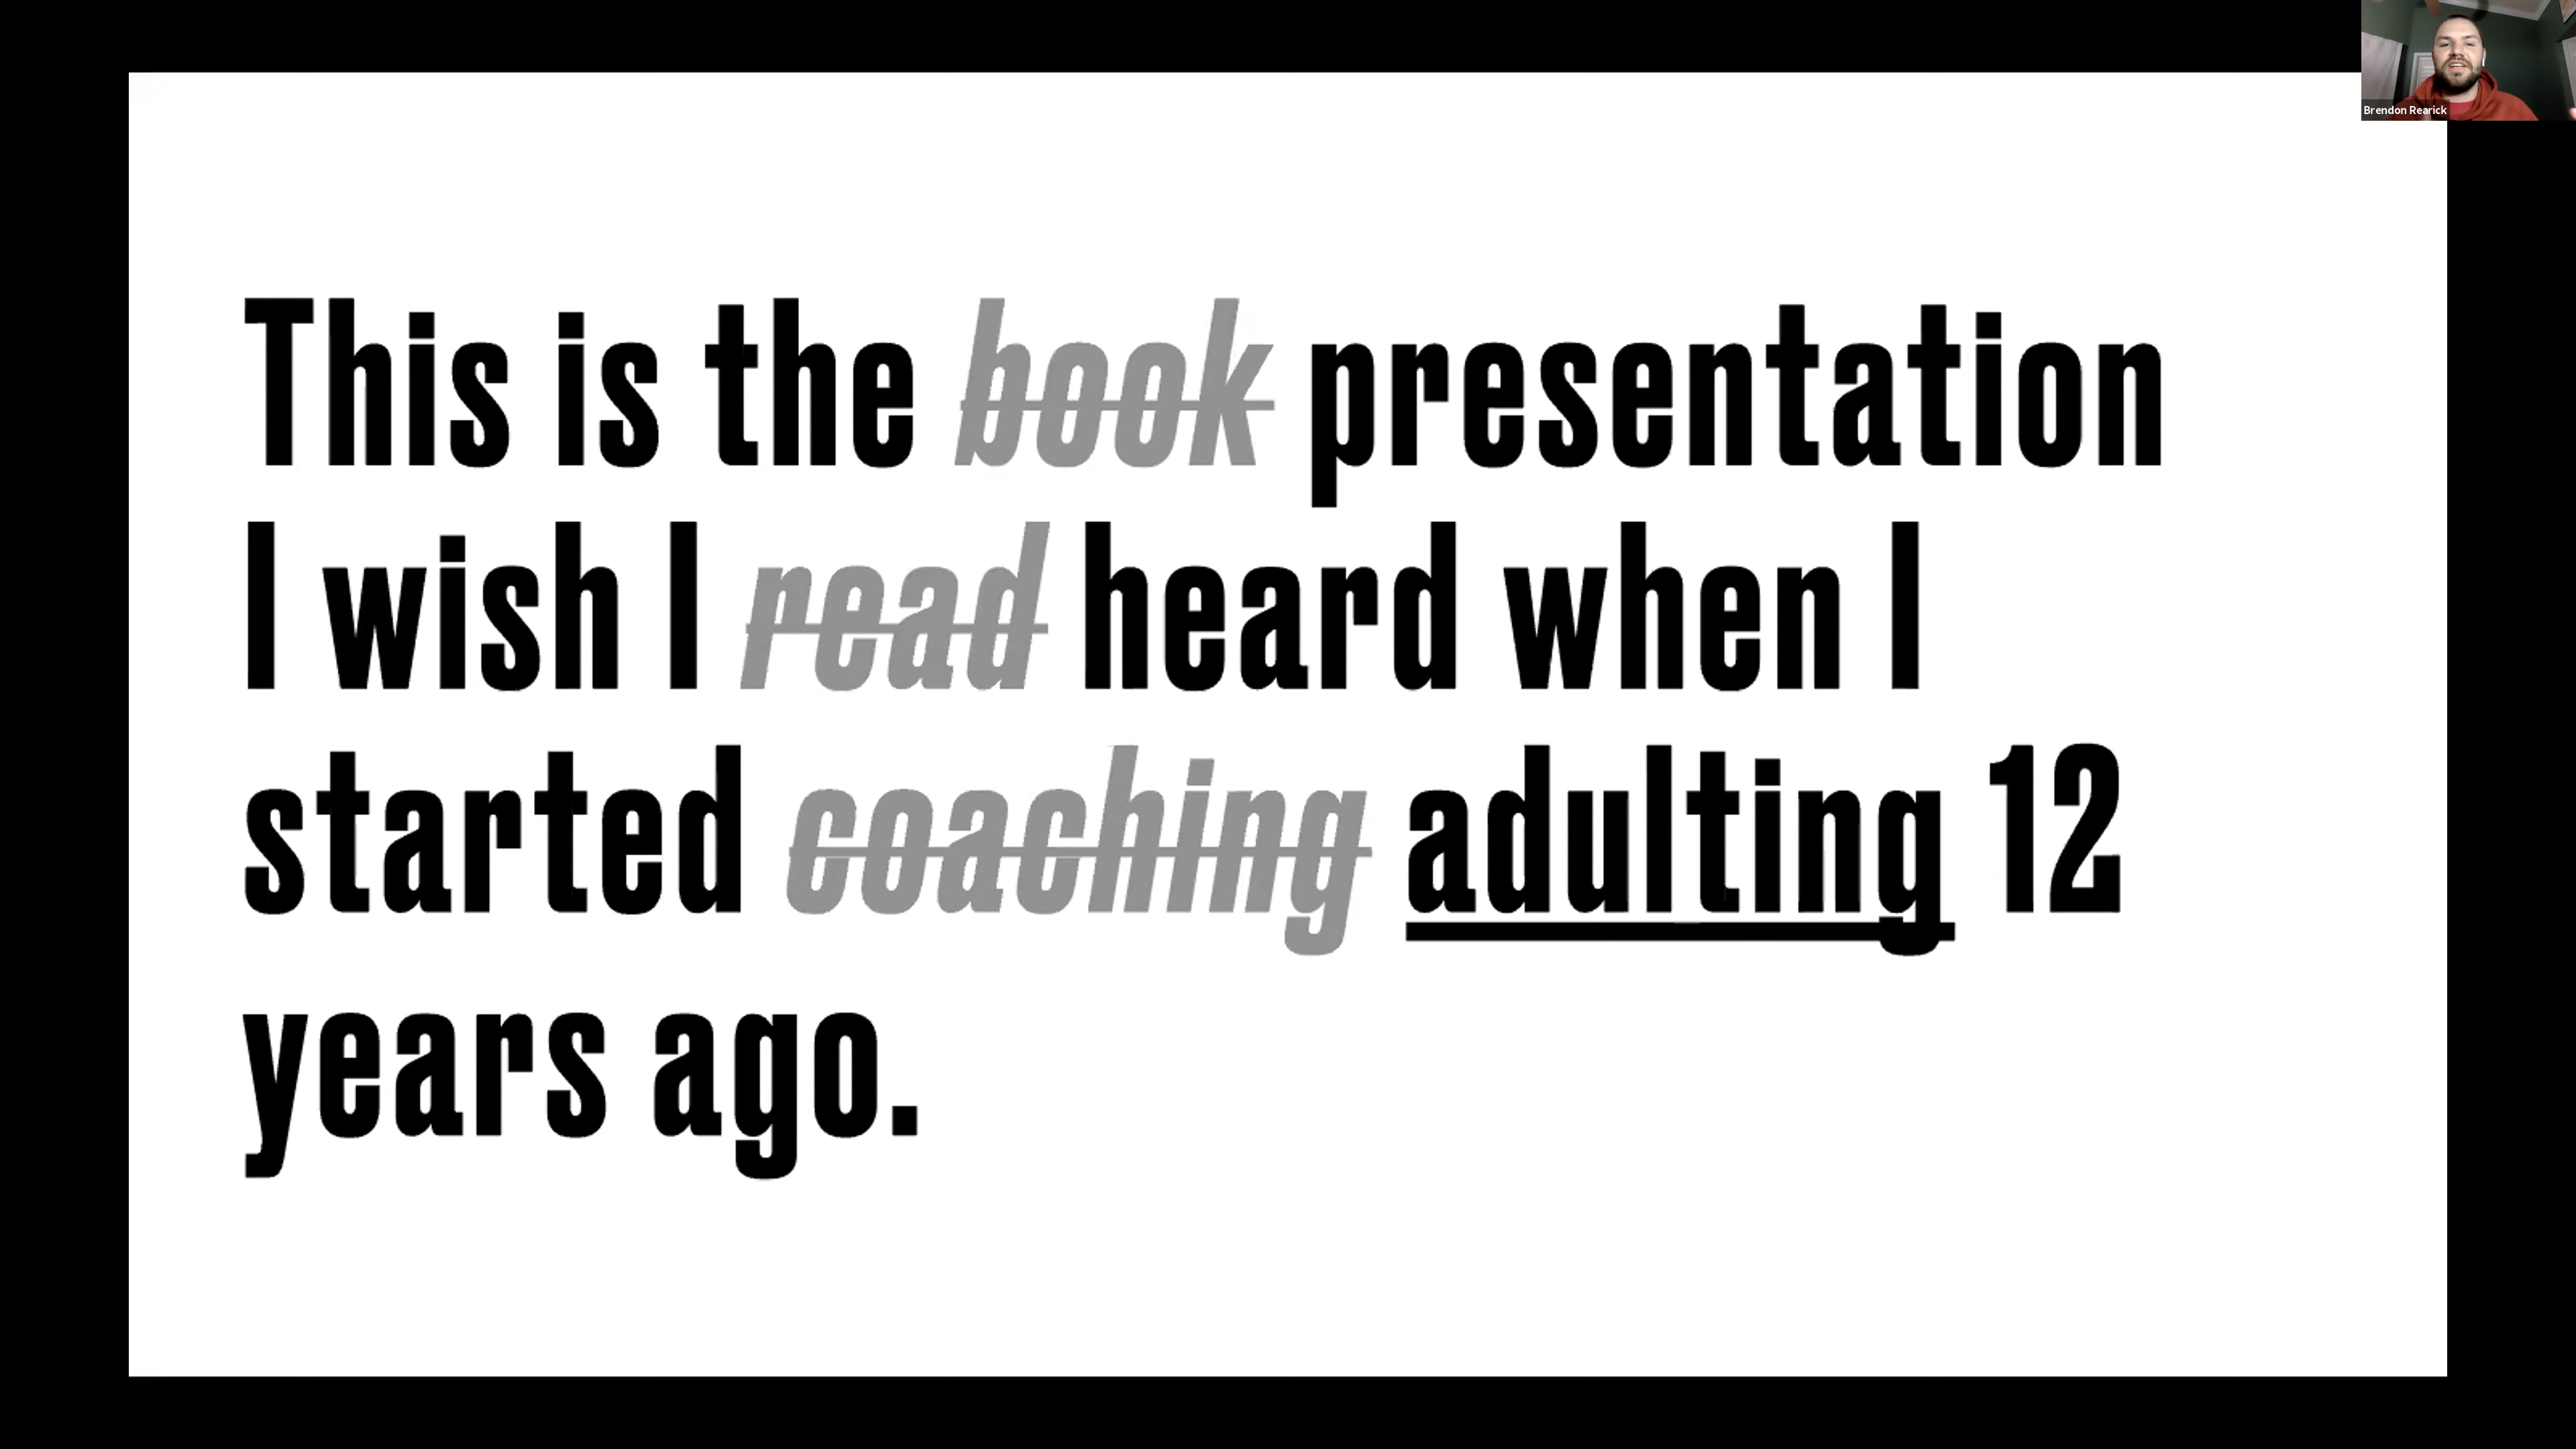 Brendon Rearick
This is the book presentation
I wish I read heard when I
started coaching adulting 12
years ago.